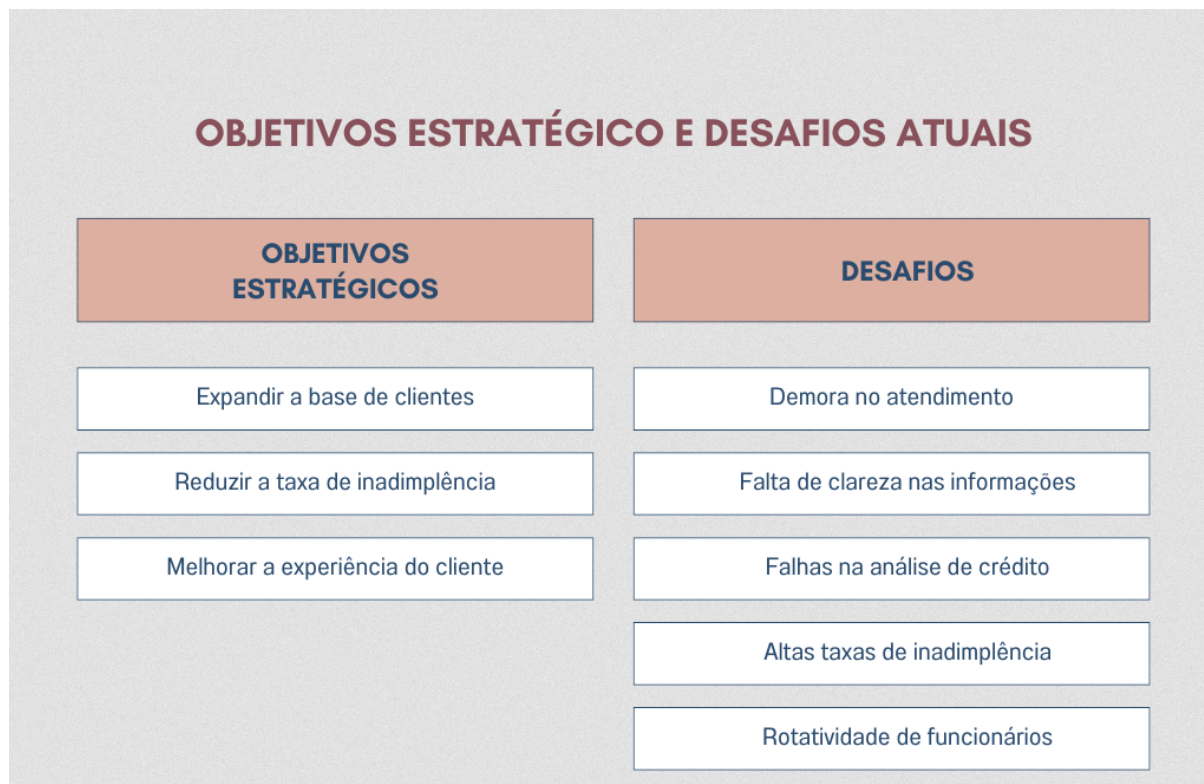 OBJETIVOS ESTRATÉGICO E DESAFIOS ATUAIS
OBJETIVOS
ESTRATÉGICOS
Expandir a base de clientes
Reduzir a taxa de inadimplência
Melhorar a experiência do cliente
DESAFIOS
Demora no atendimento
Falta de clareza nas informações
Falhas na análise de crédito
Altas taxas de inadimplência
Rotatividade de funcionários